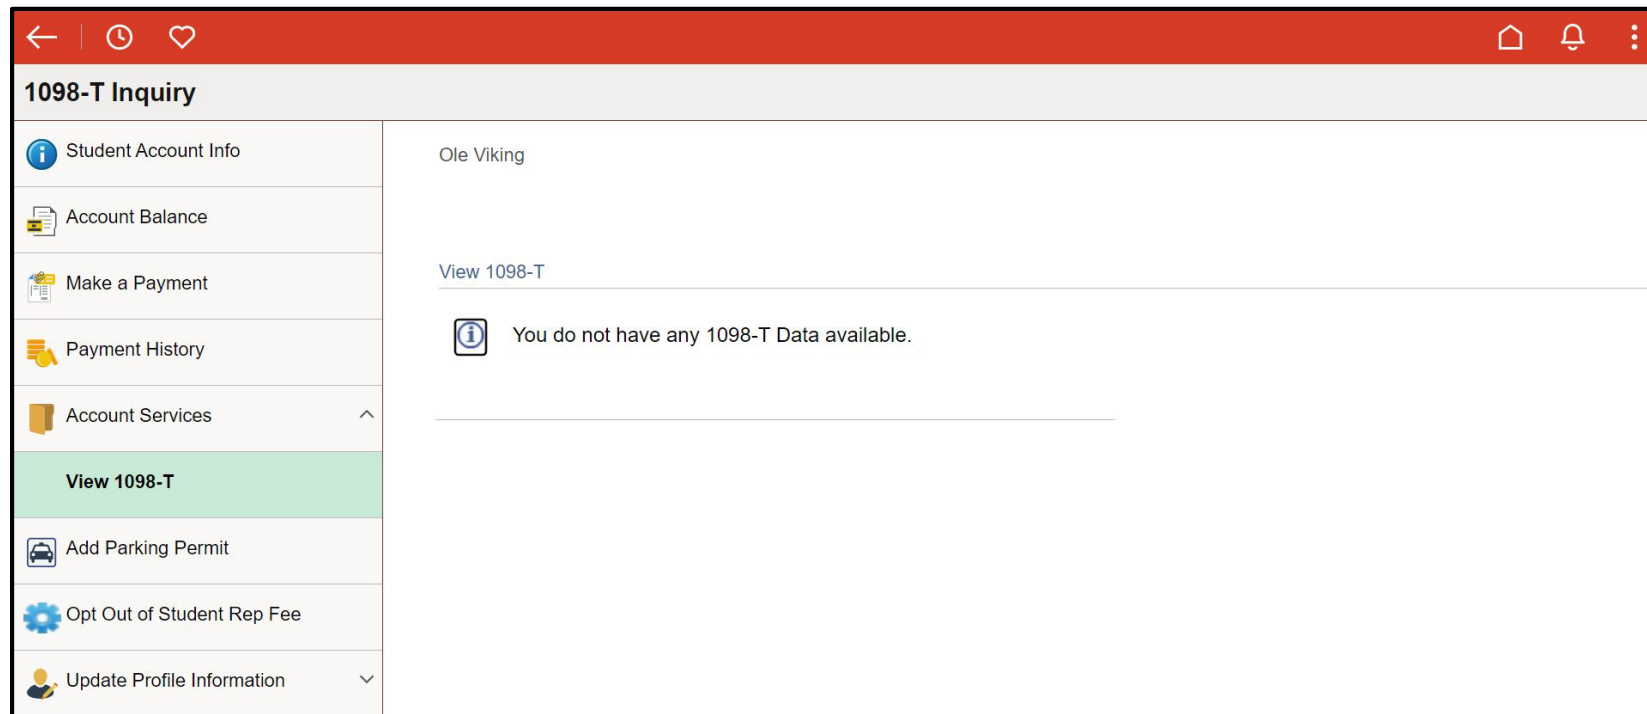 1098-T Inquiry
Student Account Info
Account Balance
Make a Payment
Payment History
Account Services
View 1098-T
Add Parking Permit
Opt Out of Student Rep Fee
Update Profile Information
Ole Viking
View 1098-T
You do not have any 1098-T Data available.